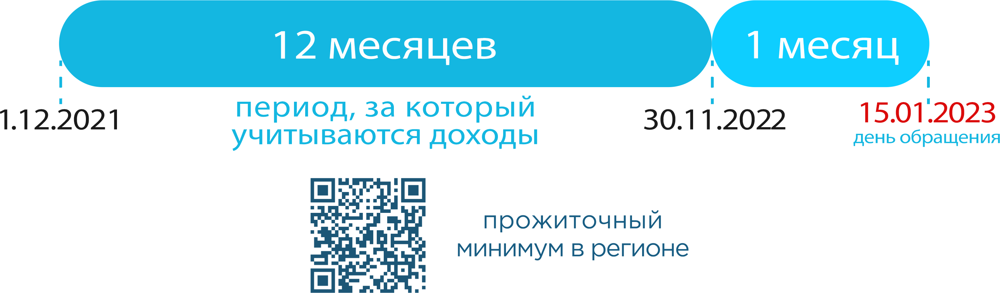 12 месяцев
1 месяц
период, за который
учитываются доходы
1.12.2021
30.11.2022
15.01.2023
день обращения
прожиточный
минимум в регионе